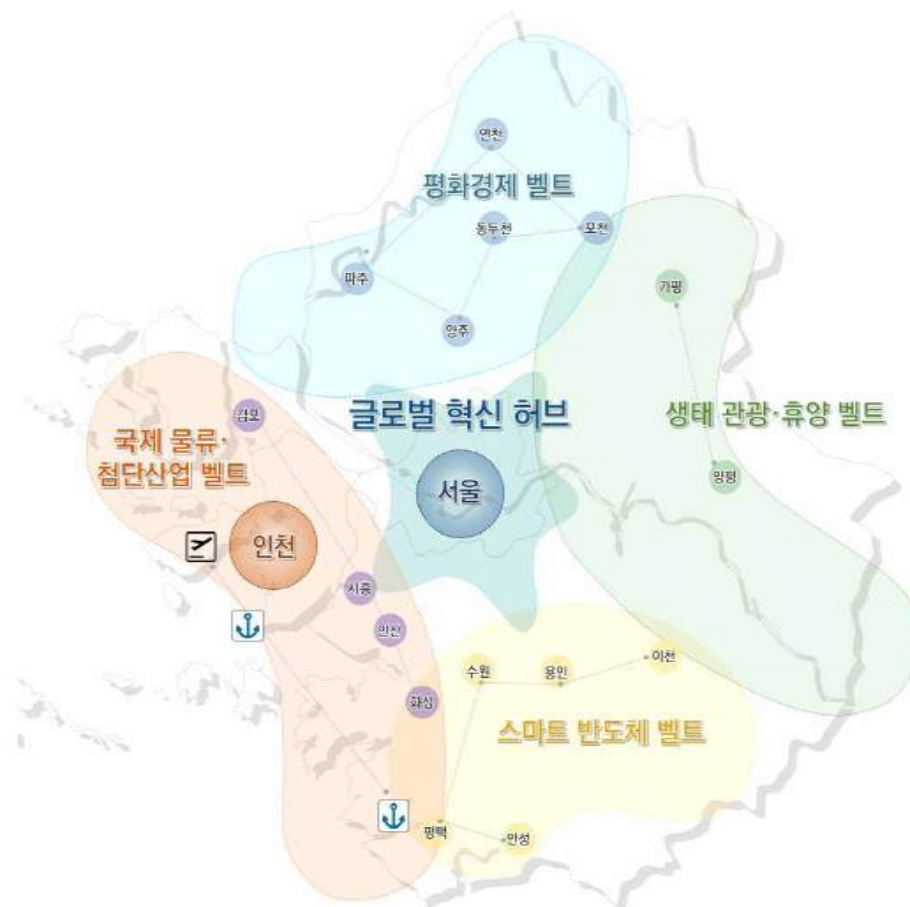 연천
평화경제 벨트
동두천
포천
파주
가평
양주
김포
글로벌 혁신 허브
생태 관광·휴양 벨트
국제 물류·
첨단산업 벨트
양평
서울
인천
시흥
안산
이천
수원
용인
화성
스마트 반도체 벨트
평택
안성